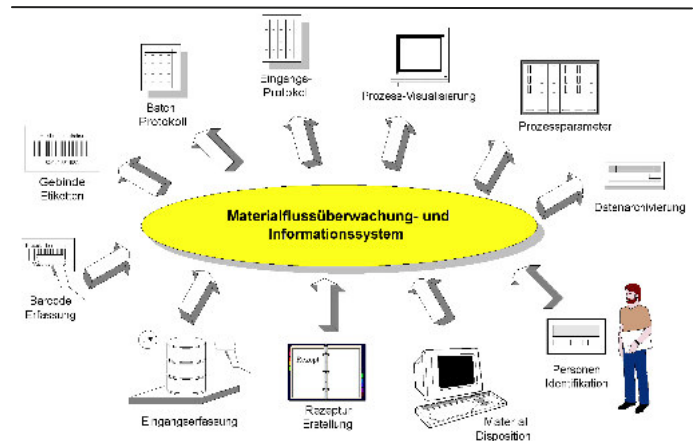 Eingangs-
Protokoll
Batch
Protokoll
Prozess-Visualisierung
Prozessparameter
Gebinde
Etiketten
Datenarchivierung
Materialflussüberwachung- und
Informationssystem
Barcode
Erfassung
Rezept
Personen
Identifikation
Eingangserfassung
Rezeptur
Erstellung
Material
Disposition